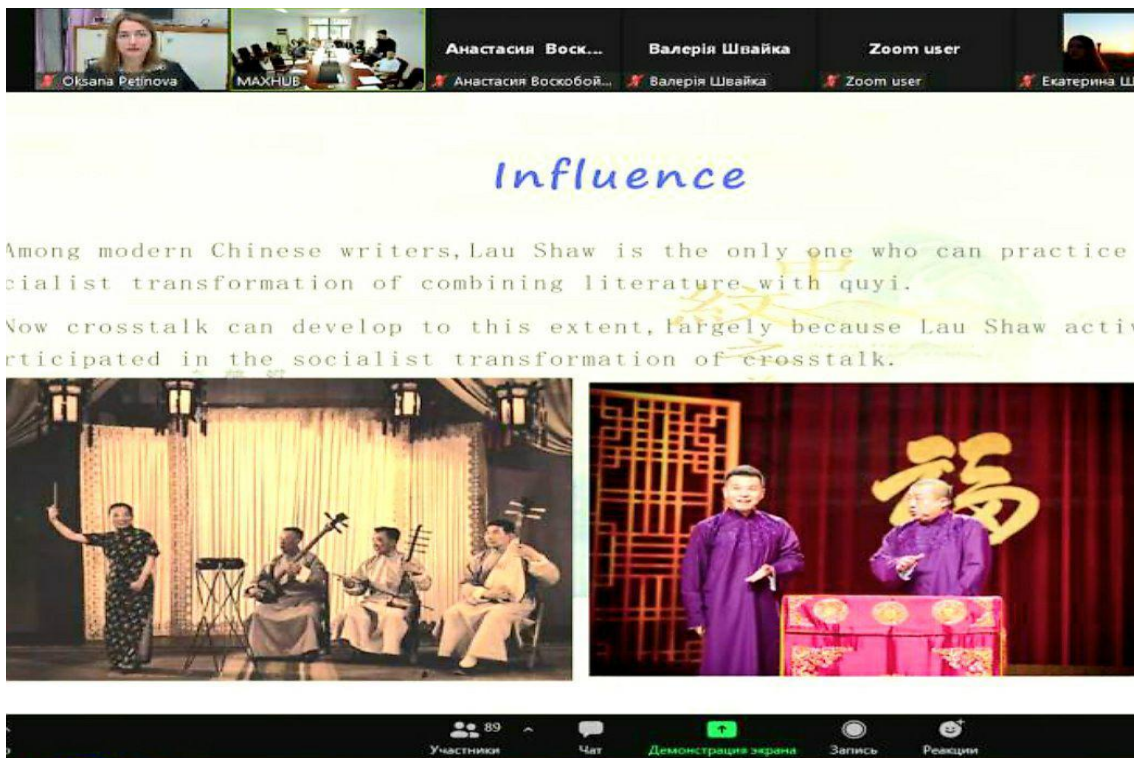 Анастасия Воск...
Валерія Швайка
Zoom user
Oksana Petinova
MAXHUB
Анастасия Воскобой...
Валерія Швайка
Zoom user
Екатерина Ш
Influence
Among modern Chinese writers,Lau Shaw is the only one who can practice
cialist transformation of combining literature with quyi.
Now crosstalk can develop to this extent,largely because Lau Shaw activ
rticipated in the socialist transformation of crosstalk.
福
89
Участники
Чат
Демонстрация экрана
Запись
Реакции